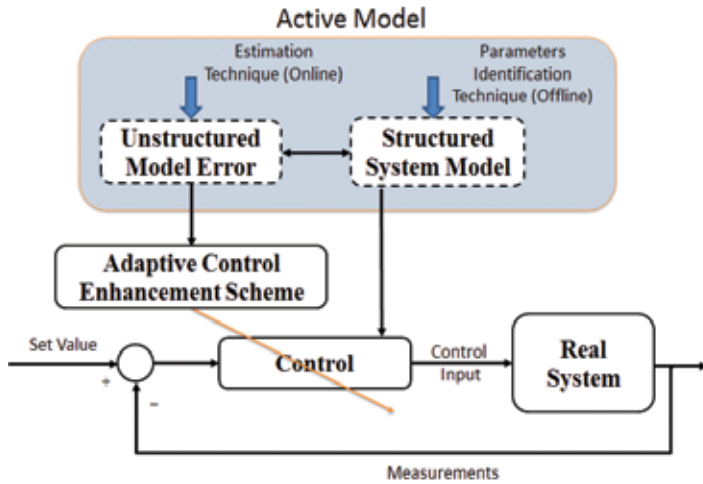 Active Model
Estimation
Technique (Online)
Parameters
Identification
Technique (Offline)
Unstructured
Model Error
Structured
System Model
Adaptive Control
Enhancement Scheme
Set Value
+
−
Control
Control
Input
Real
System
Measurements